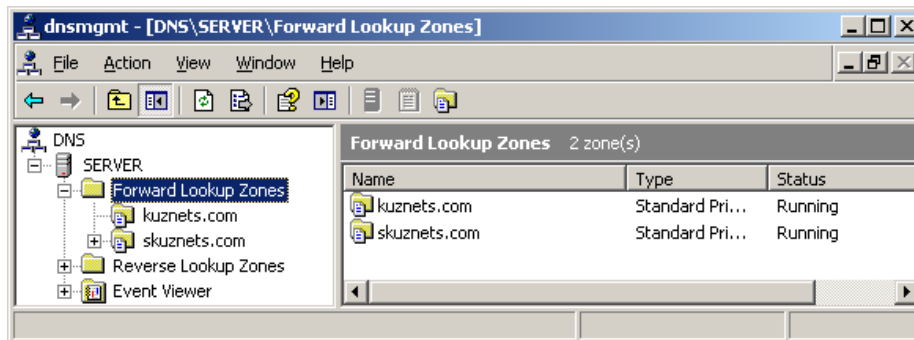 dnsmgmt - [DNS\SERVER\Forward Lookup Zones]
File Action View Window Help
DNS
SERVER
Forward Lookup Zones
kuznets.com
skuznets.com
Reverse Lookup Zones
Event Viewer
Forward Lookup Zones 2 zone(s)
Name Type Status
kuznets.com Standard Pri... Running
skuznets.com Standard Pri... Running